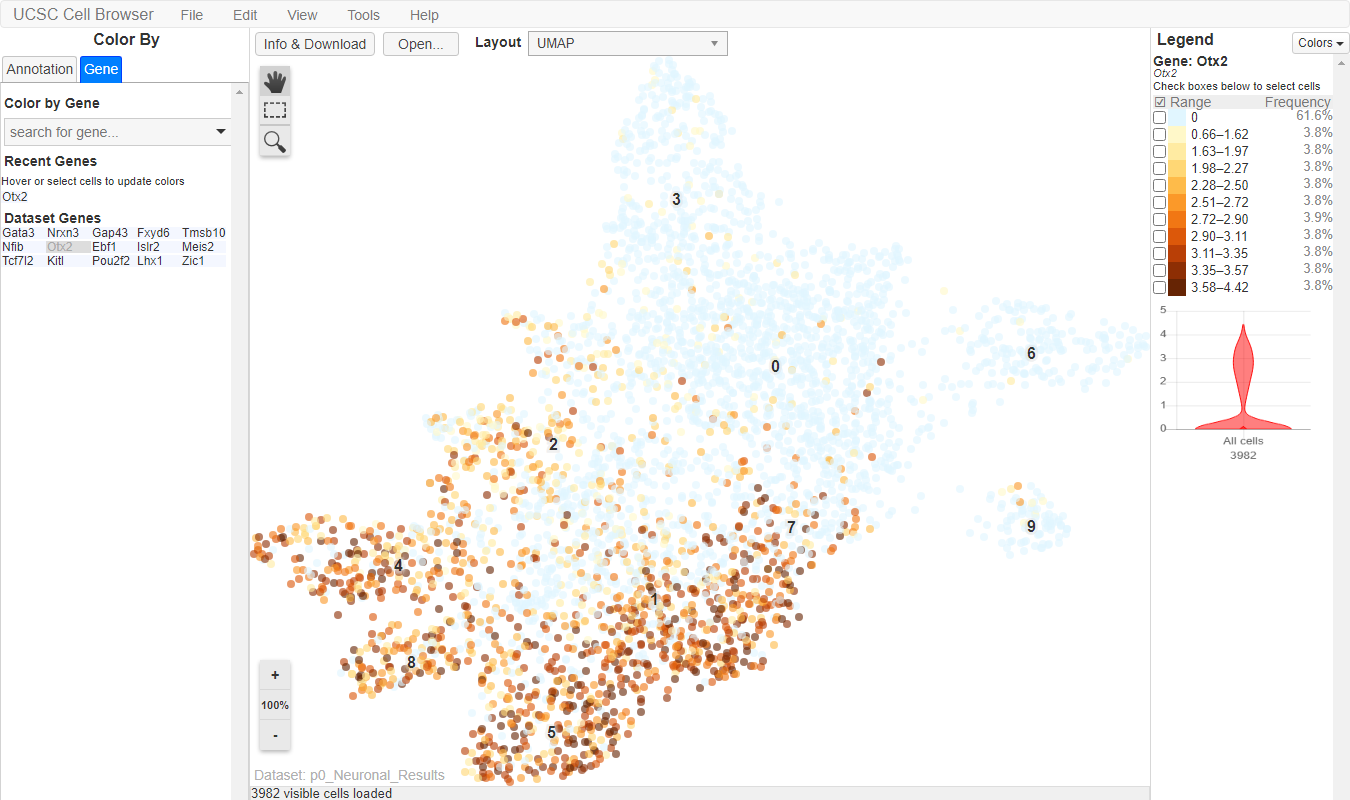 UCSC Cell Browser File Edit View Tools Help
Color By
Annotation Gene
Color by Gene
search for gene...
Recent Genes
Hover or select cells to update colors
Otx2
Dataset Genes
Gata3 Nrxn3 Gap43 Fxyd6 Tmsb10
Nfib Otx2 Ebf1 Islr2 Meis2
Tcf7l2 Kitl Pou2f2 Lhx1 Zic1
Info & Download Open... Layout UMAP
3
0
6
2
7
9
4
1
8
5
+
100%
-
Dataset: p0_Neuronal_Results
3982 visible cells loaded
Legend Colors
Gene: Otx2
Otx2
Check boxes below to select cells
Range Frequency
0 61.6%
0.66–1.62 3.8%
1.63–1.97 3.8%
1.98–2.27 3.8%
2.28–2.50 3.8%
2.51–2.72 3.8%
2.72–2.90 3.9%
2.90–3.11 3.8%
3.11–3.35 3.8%
3.35–3.57 3.8%
3.58–4.42 3.8%
5
4
3
2
1
0
All cells
3982